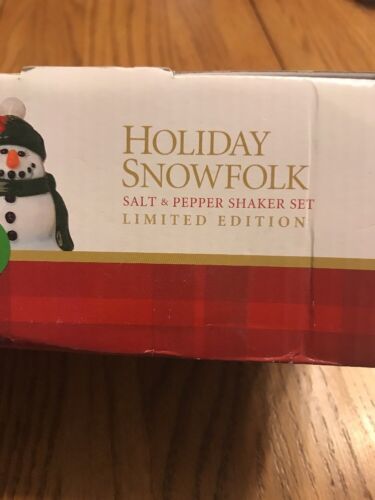 HOLIDAY
SNOWFOLK
SALT & PEPPER SHAKER SET
LIMITED EDITION